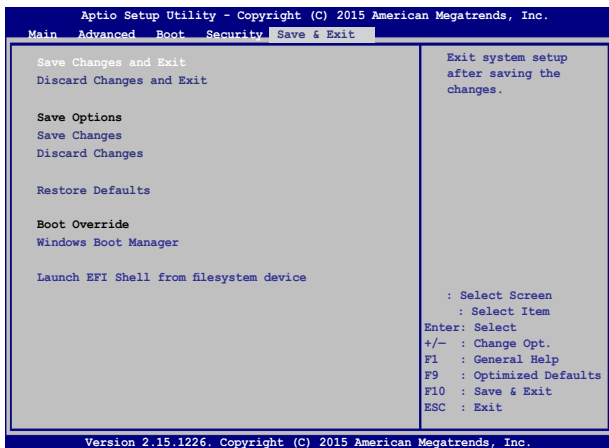 Aptio Setup Utility - Copyright (C) 2015 American Megatrends, Inc.
Main Advanced Boot Security Save & Exit
Save Changes and Exit
Discard Changes and Exit
Save Options
Save Changes
Discard Changes
Restore Defaults
Boot Override
Windows Boot Manager
Launch EFI Shell from filesystem device
Exit system setup
after saving the
changes.
: Select Screen
: Select Item
Enter: Select
+/— : Change Opt.
F1 : General Help
F9 : Optimized Defaults
F10 : Save & Exit
ESC : Exit
Version 2.15.1226. Copyright (C) 2015 American Megatrends, Inc.